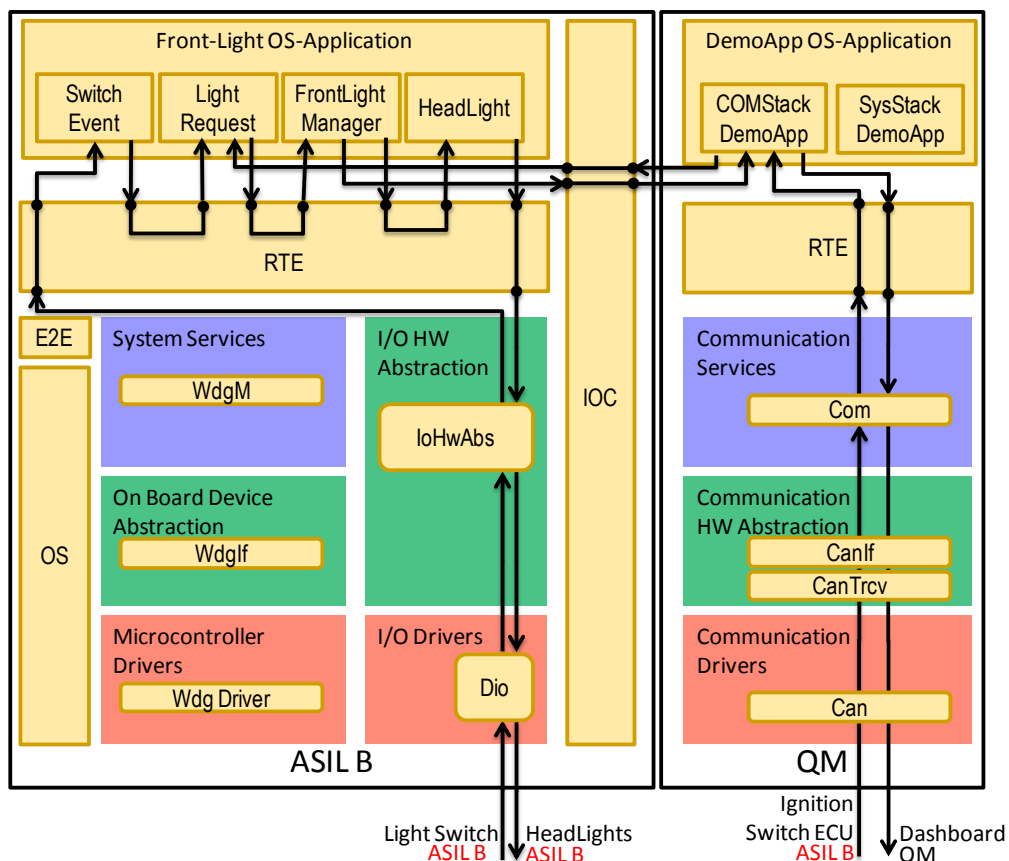 Front-Light OS-Application
Switch
Event
Light
Request
FrontLight
Manager
HeadLight
DemoApp OS-Application
COMStack
DemoApp
SysStack
DemoApp
RTE
RTE
E2E
OS
System Services
WdgM
I/O HW
Abstraction
IoHwAbs
IOC
Communication
Services
Com
On Board Device
Abstraction
WdgIf
Communication
HW Abstraction
CanIf
CanTrcv
Microcontroller
Drivers
Wdg Driver
I/O Drivers
Dio
Communication
Drivers
Can
ASIL B
QM
Light Switch
ASIL B
HeadLights
ASIL B
Ignition
Switch ECU
ASIL B
Dashboard
QM